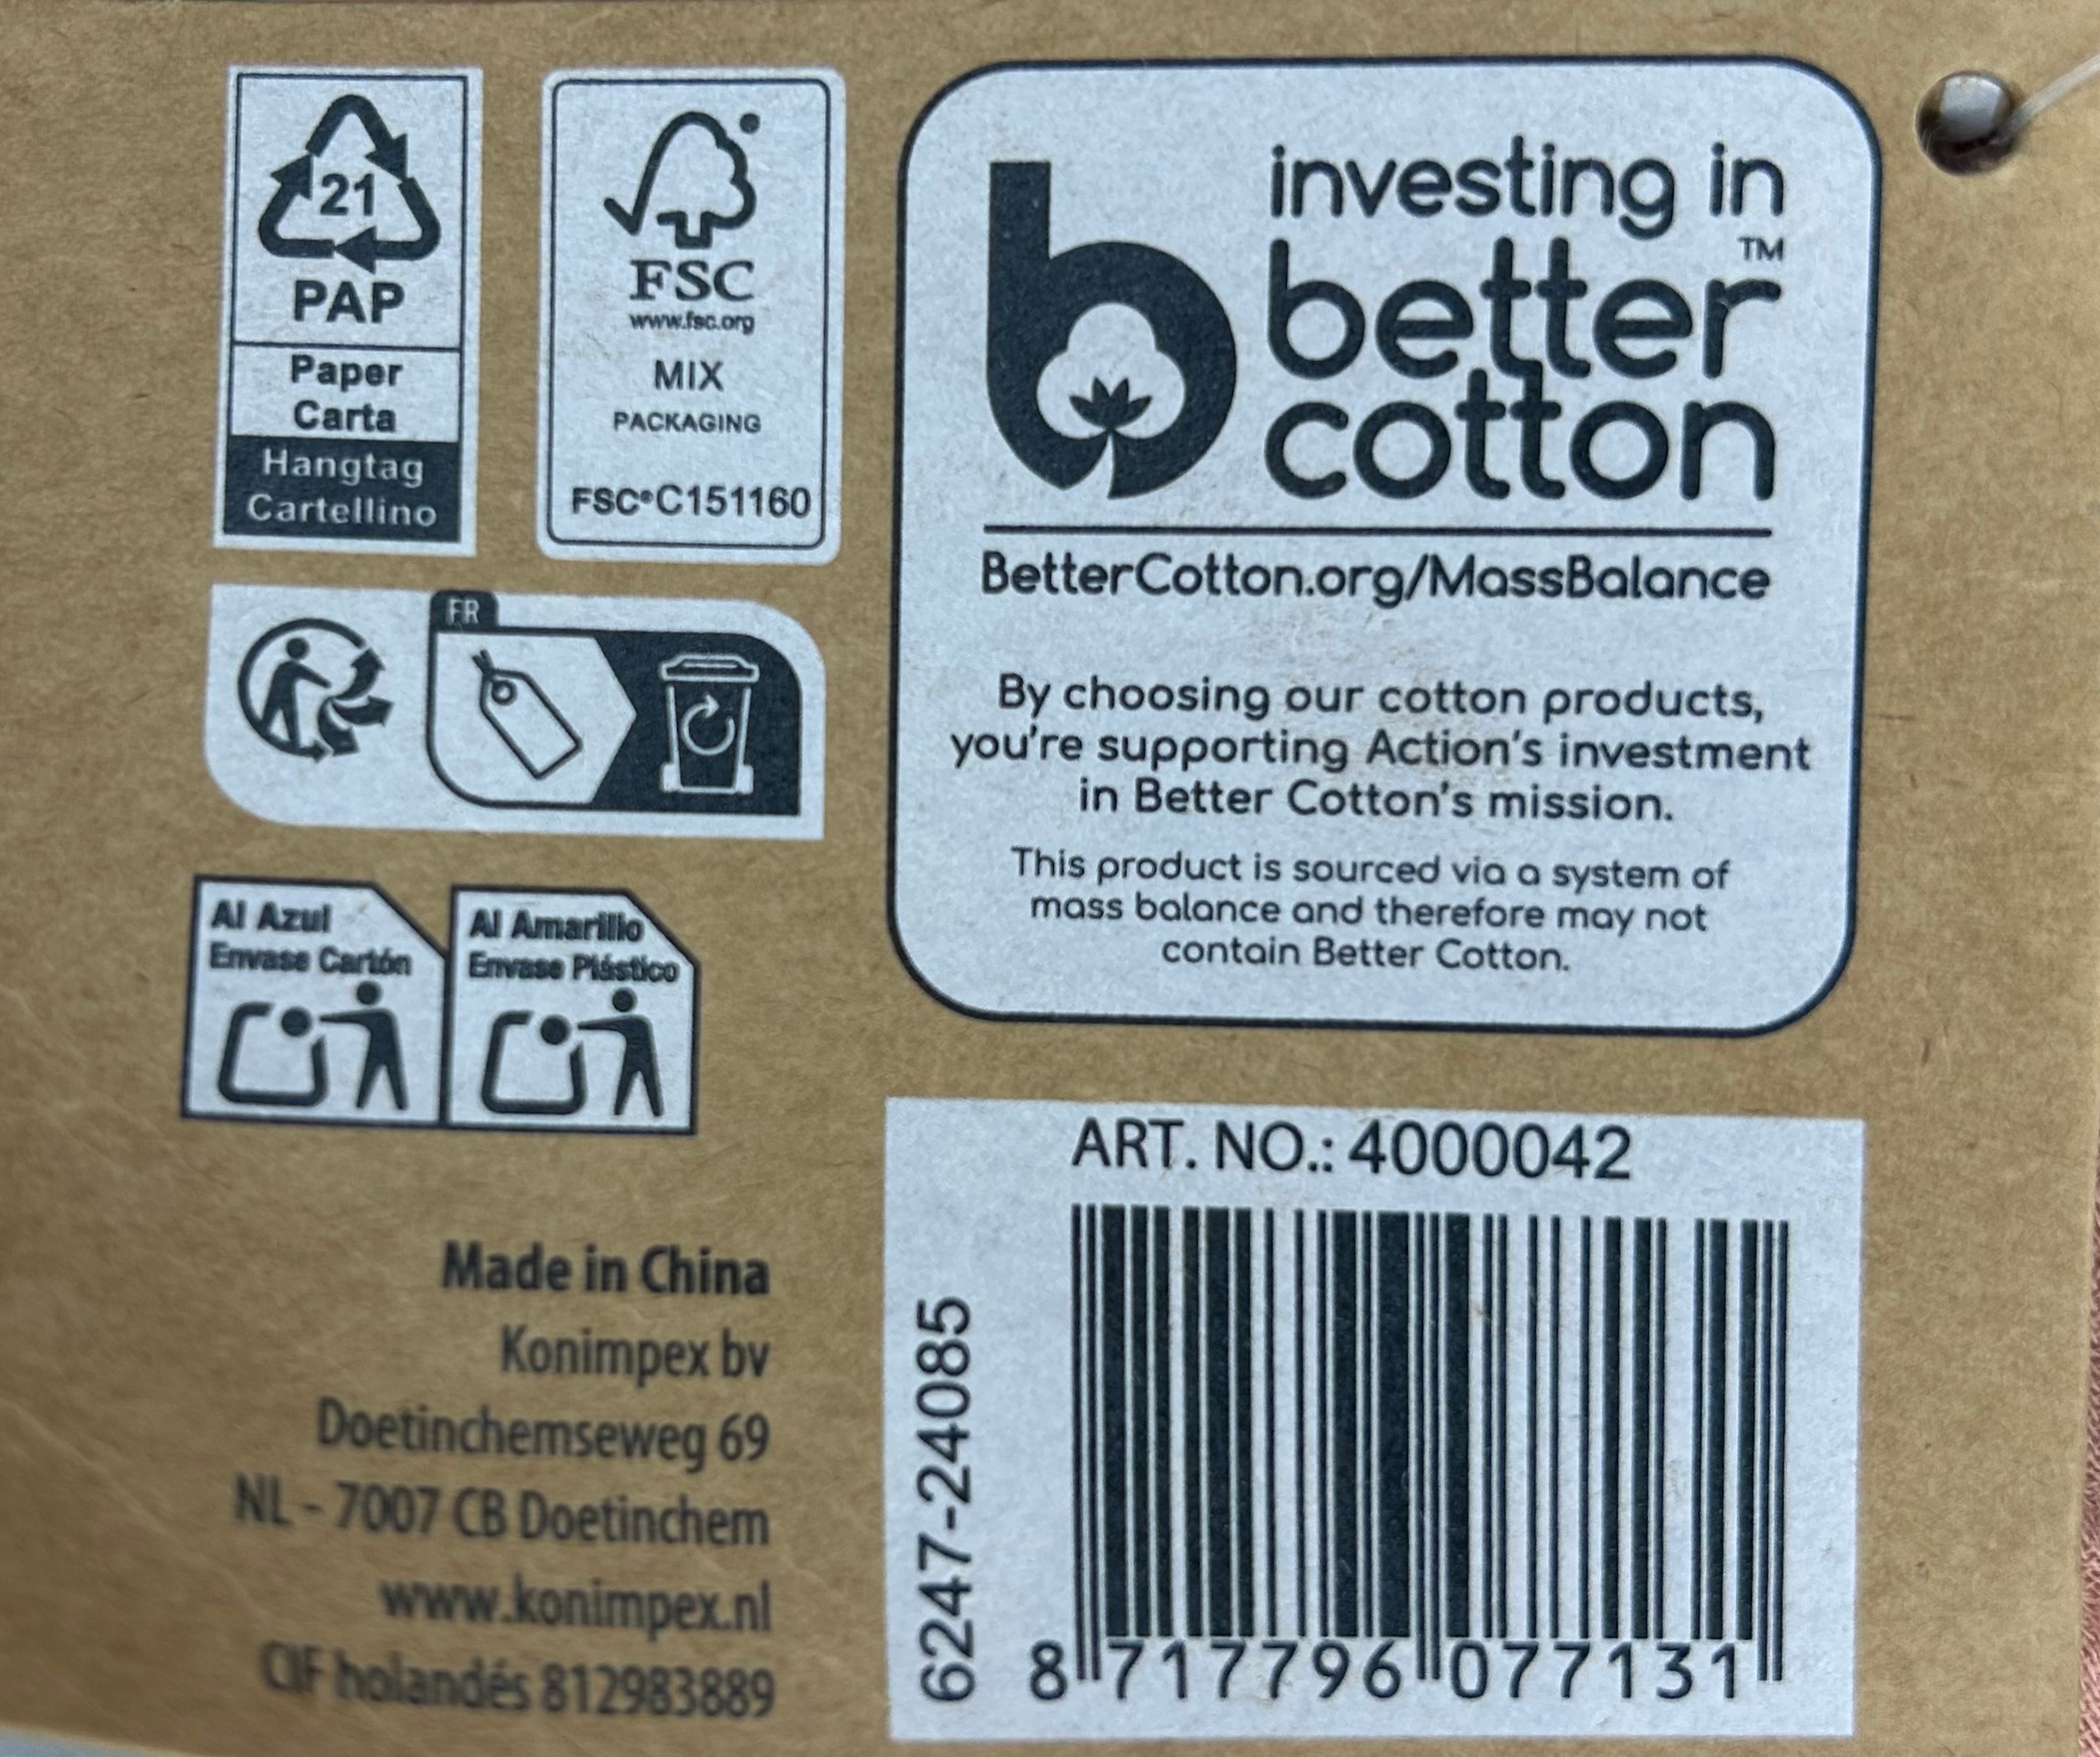 21
PAP
Paper
Carta
Hangtag
Cartellino
FSC
www.fsc.org
MIX
PACKAGING
FSC® C151160
investing in
better™
cotton
BetterCotton.org/MassBalance
By choosing our cotton products,
you're supporting Action's investment
in Better Cotton's mission.
This product is sourced via a system of
mass balance and therefore may not
contain Better Cotton.
FR
Al Azul
Envase Cartón
Al Amarillo
Envase Plástico
Made in China
Konimpex bv
Doetinchemseweg 69
NL - 7007 CB Doetinchem
www.konimpex.nl
CIF holandés 812983889
ART. NO.: 4000042
6247-24085
8 717796 077131